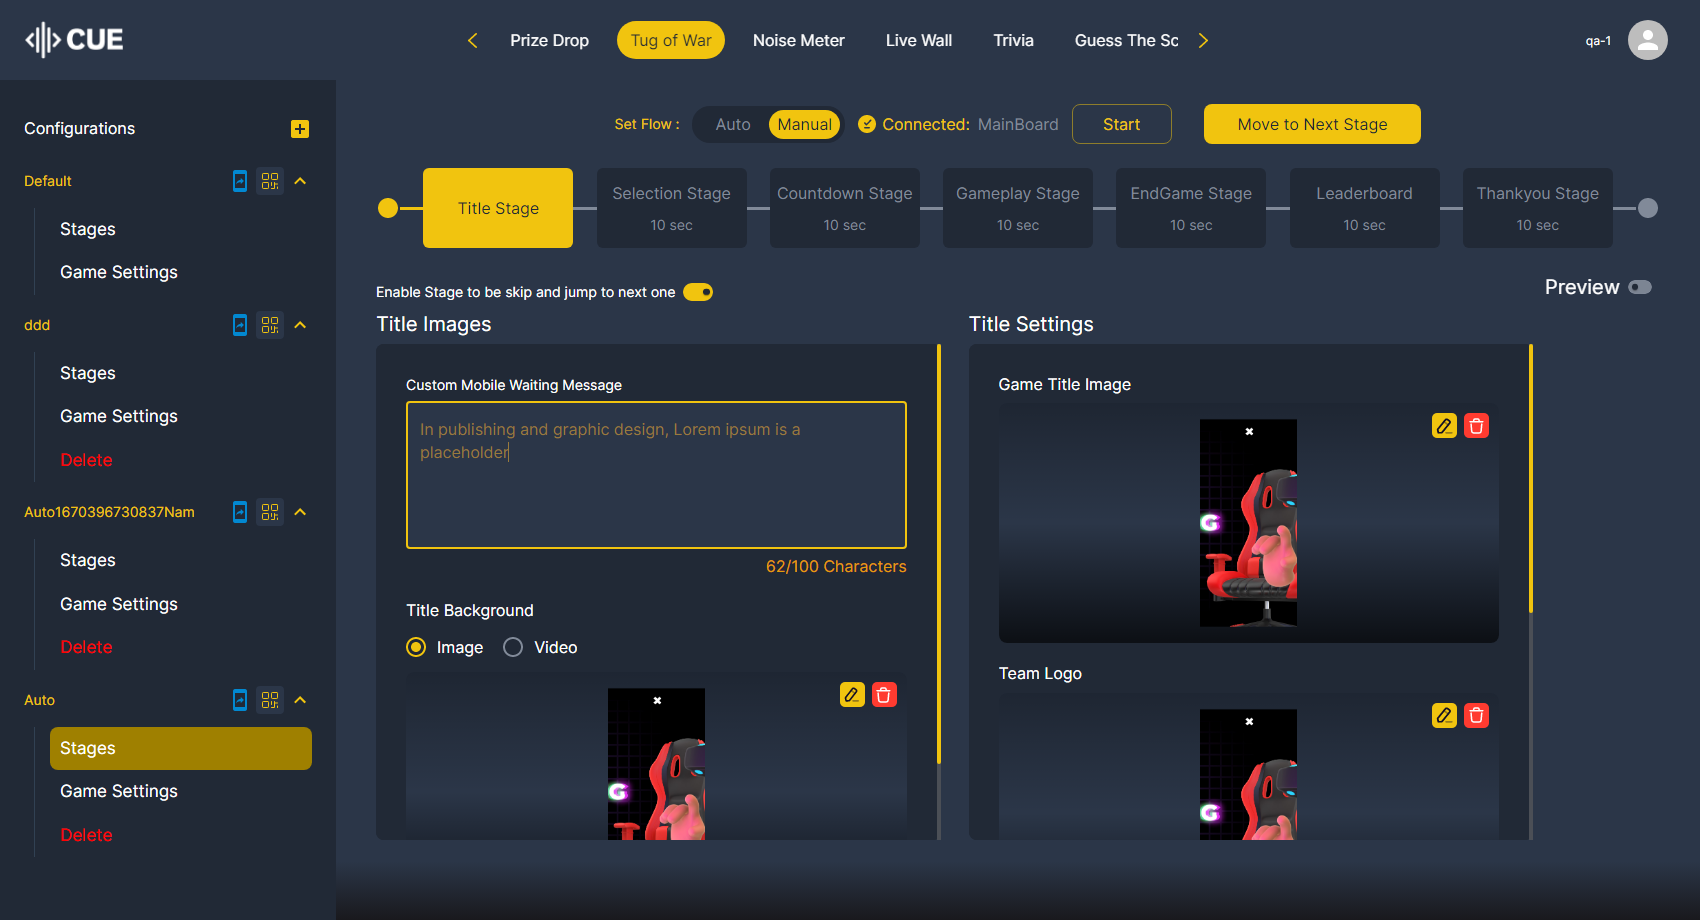 CUE
Prize Drop
Tug of War
Noise Meter
Live Wall
Trivia
Guess The Sc
qa-1
Configurations
Default
Stages
Game Settings
ddd
Stages
Game Settings
Delete
Auto1670396730837Nam
Stages
Game Settings
Delete
Auto
Stages
Game Settings
Delete
Set Flow :
Auto
Manual
Connected: MainBoard
Start
Move to Next Stage
Title Stage
Selection Stage
10 sec
Countdown Stage
10 sec
Gameplay Stage
10 sec
EndGame Stage
10 sec
Leaderboard
10 sec
Thankyou Stage
10 sec
Enable Stage to be skip and jump to next one
Preview
Title Images
Custom Mobile Waiting Message
In publishing and graphic design, Lorem ipsum is a
placeholder
62/100 Characters
Title Background
Image
Video
G
Title Settings
Game Title Image
G
Team Logo
G